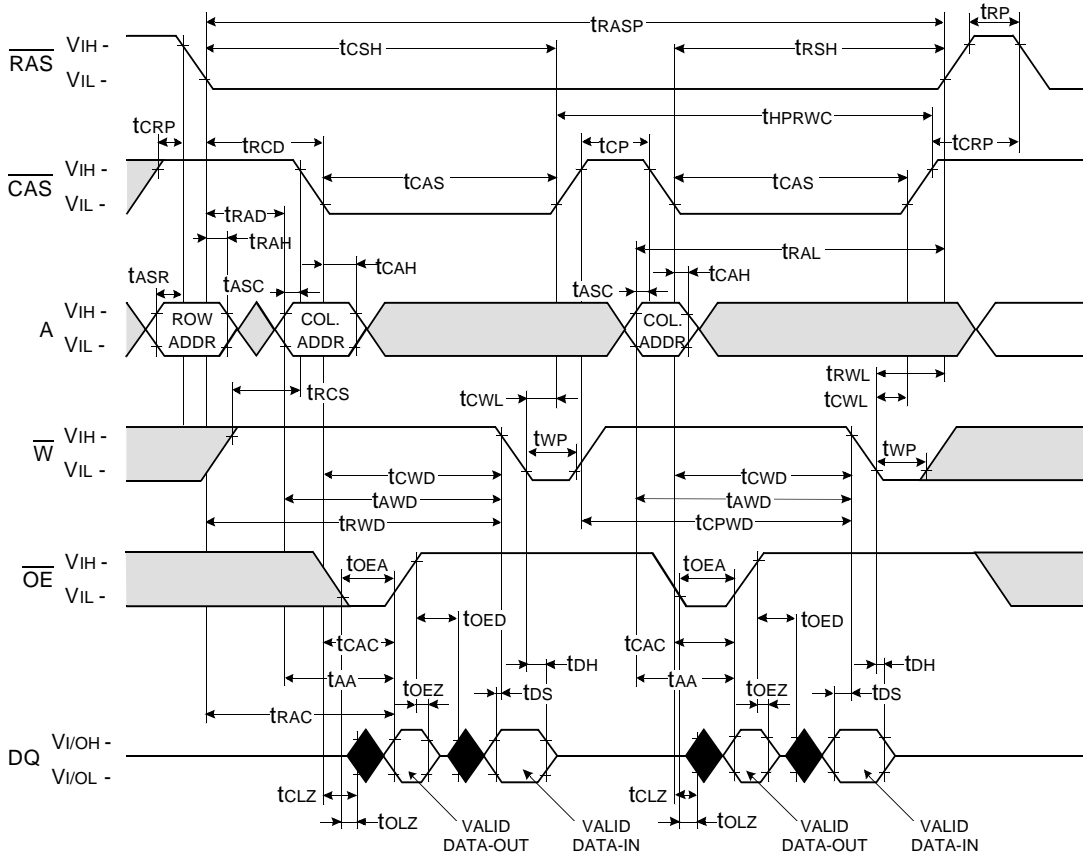 tRASP
tRP
VIH -
tCSH
tRSH
RAS
VIL -
tHPRWC
tCRP
tRCD
tCP
tCRP
VIH -
CAS
tCAS
tCAS
VIL -
tRAD
tRAH
tRAL
tASR
tASC
tCAH
tASC
tCAH
VIH -
A
ROW
ADDR
COL.
ADDR
COL.
ADDR
VIL -
tRWL
tRCS
tCWL
tCWL
VIH -
W
tWP
tWP
VIL -
tCWD
tCWD
tAWD
tAWD
tRWD
tCPWD
VIH -
OE
tOEA
tOEA
VIL -
tOED
tOED
tCAC
tCAC
tDH
tDH
tAA
tOEZ
tDS
tAA
tOEZ
tDS
tRAC
VI/OH -
DQ
VI/OL -
tCLZ
tCLZ
tOLZ
tOLZ
VALID
DATA-OUT
VALID
DATA-IN
VALID
DATA-OUT
VALID
DATA-IN